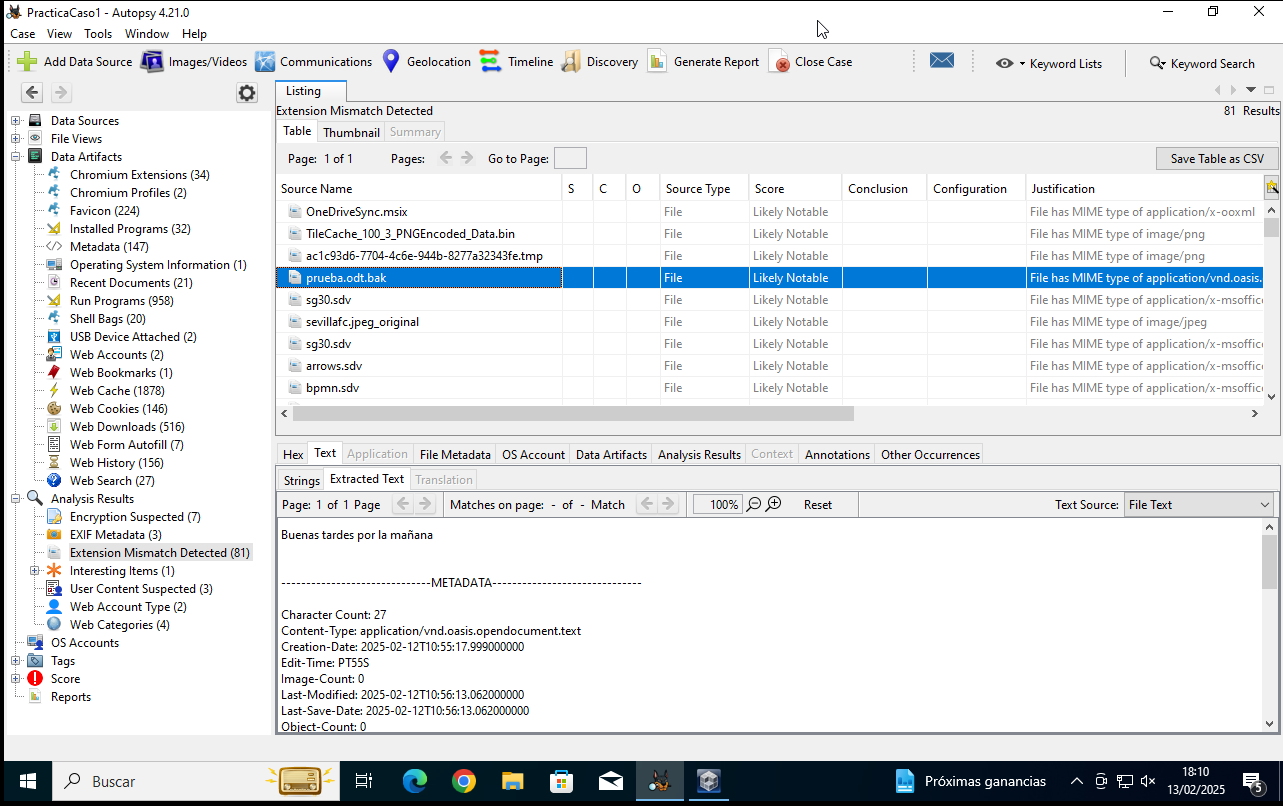 PracticaCaso1 - Autopsy 4.21.0
Case View Tools Window Help
Add Data Source Images/Videos Communications Geolocation Timeline Discovery Generate Report Close Case Keyword Lists Keyword Search
Listing
Extension Mismatch Detected 81 Results
Table Thumbnail Summary
Page: 1 of 1 Pages: Go to Page: Save Table as CSV
Source Name S C O Source Type Score Conclusion Configuration Justification
OneDriveSync.msix File Likely Notable File has MIME type of application/x-ooxml
TileCache_100_3_PNGEncoded_Data.bin File Likely Notable File has MIME type of image/png
ac1c93d6-7704-4c6e-944b-8277a32343fe.tmp File Likely Notable File has MIME type of image/png
prueba.odt.bak File Likely Notable File has MIME type of application/vnd.oasis.
sg30.sdv File Likely Notable File has MIME type of application/x-msoffic
sevillafc.jpeg_original File Likely Notable File has MIME type of image/jpeg
sg30.sdv File Likely Notable File has MIME type of application/x-msoffic
arrows.sdv File Likely Notable File has MIME type of application/x-msoffic
bpmn.sdv File Likely Notable File has MIME type of application/x-msoffic
Data Sources
File Views
Data Artifacts
Chromium Extensions (34)
Chromium Profiles (2)
Favicon (224)
Installed Programs (32)
Metadata (147)
Operating System Information (1)
Recent Documents (21)
Run Programs (958)
Shell Bags (20)
USB Device Attached (2)
Web Accounts (2)
Web Bookmarks (1)
Web Cache (1878)
Web Cookies (146)
Web Downloads (516)
Web Form Autofill (7)
Web History (156)
Web Search (27)
Analysis Results
Encryption Suspected (7)
EXIF Metadata (3)
Extension Mismatch Detected (81)
Interesting Items (1)
User Content Suspected (3)
Web Account Type (2)
Web Categories (4)
OS Accounts
Tags
Score
Reports
Hex Text Application File Metadata OS Account Data Artifacts Analysis Results Context Annotations Other Occurrences
Strings Extracted Text Translation
Page: 1 of 1 Page Matches on page: - of - Match 100% Reset Text Source: File Text
Buenas tardes por la mañana
------------------------------METADATA------------------------------
Character Count: 27
Content-Type: application/vnd.oasis.opendocument.text
Creation-Date: 2025-02-12T10:55:17.999000000
Edit-Time: PT55S
Image-Count: 0
Last-Modified: 2025-02-12T10:56:13.062000000
Last-Save-Date: 2025-02-12T10:56:13.062000000
Object-Count: 0
Buscar Próximas ganancias 18:10
13/02/2025 5